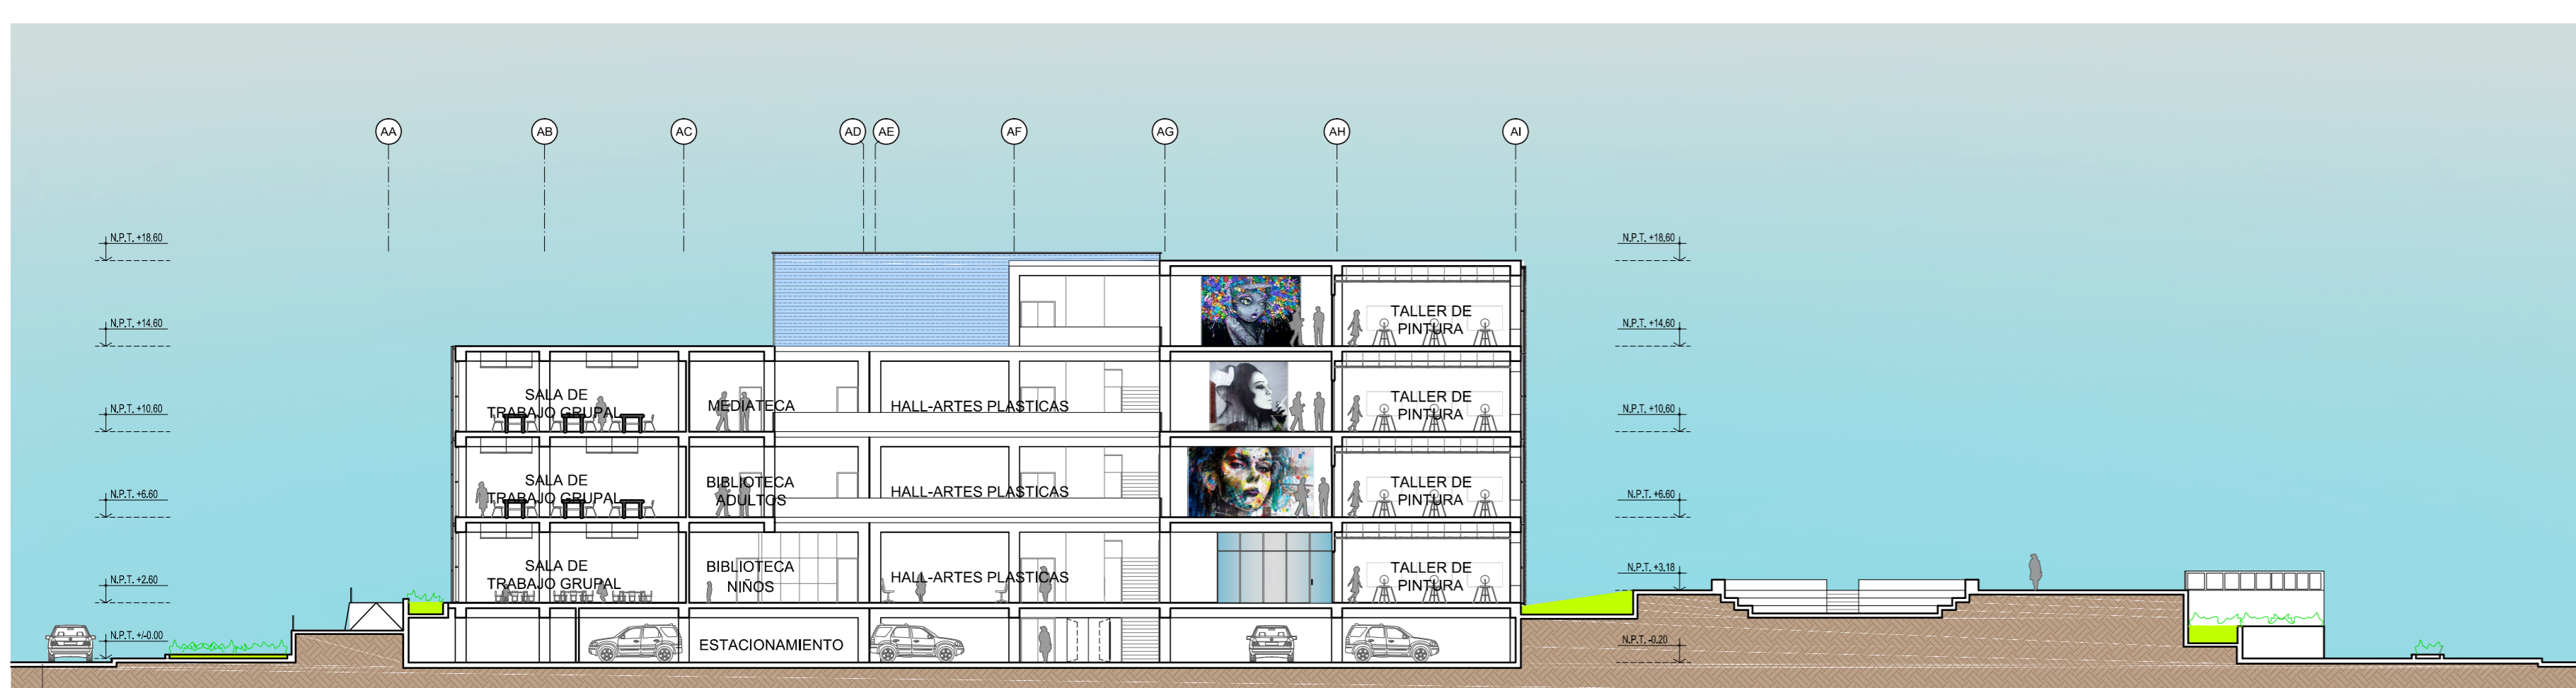 AA
AB
AC
AD
AE
AF
AG
AH
AI
N.P.T. +18.60
N.P.T. +18,60
TALLER DE
PINTURA
N.P.T. +14.60
N.P.T. +14,60
SALA DE
TRABAJO GRUPAL
MEDIATECA
HALL-ARTES PLASTICAS
TALLER DE
PINTURA
N.P.T. +10.60
N.P.T. +10,60
SALA DE
TRABAJO GRUPAL
BIBLIOTECA
ADULTOS
HALL-ARTES PLASTICAS
TALLER DE
PINTURA
N.P.T. +6.60
N.P.T. +6.60
SALA DE
TRABAJO GRUPAL
BIBLIOTECA
NIÑOS
HALL-ARTES PLASTICAS
TALLER DE
PINTURA
N.P.T. +2.60
N.P.T. +3.18
N.P.T. +/-0.00
ESTACIONAMIENTO
N.P.T. -0.20